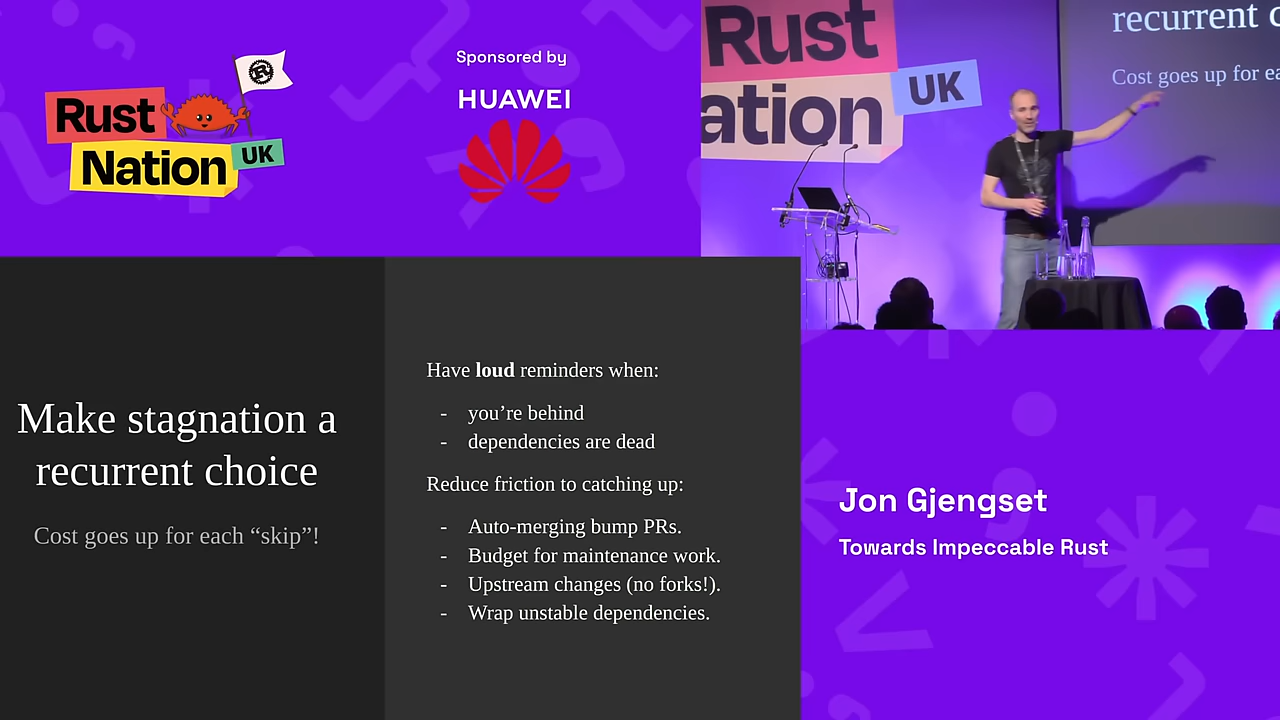 Rust
Nation
UK
Sponsored by
HUAWEI
Rust
ation
UK
recurrent c
Cost goes up for ea
Make stagnation a
recurrent choice
Cost goes up for each “skip”!
Have loud reminders when:
- you’re behind
- dependencies are dead
Reduce friction to catching up:
- Auto-merging bump PRs.
- Budget for maintenance work.
- Upstream changes (no forks!).
- Wrap unstable dependencies.
Jon Gjengset
Towards Impeccable Rust